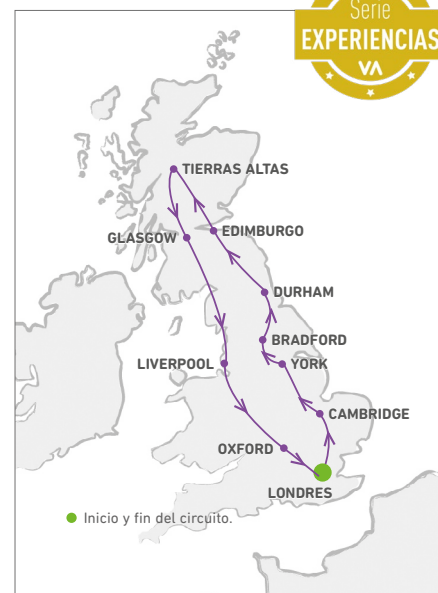 Serie
EXPERIENCIAS
VA
TIERRAS ALTAS
EDIMBURGO
GLASGOW
DURHAM
BRADFORD
LIVERPOOL
YORK
CAMBRIDGE
OXFORD
LONDRES
Inicio y fin del circuito.